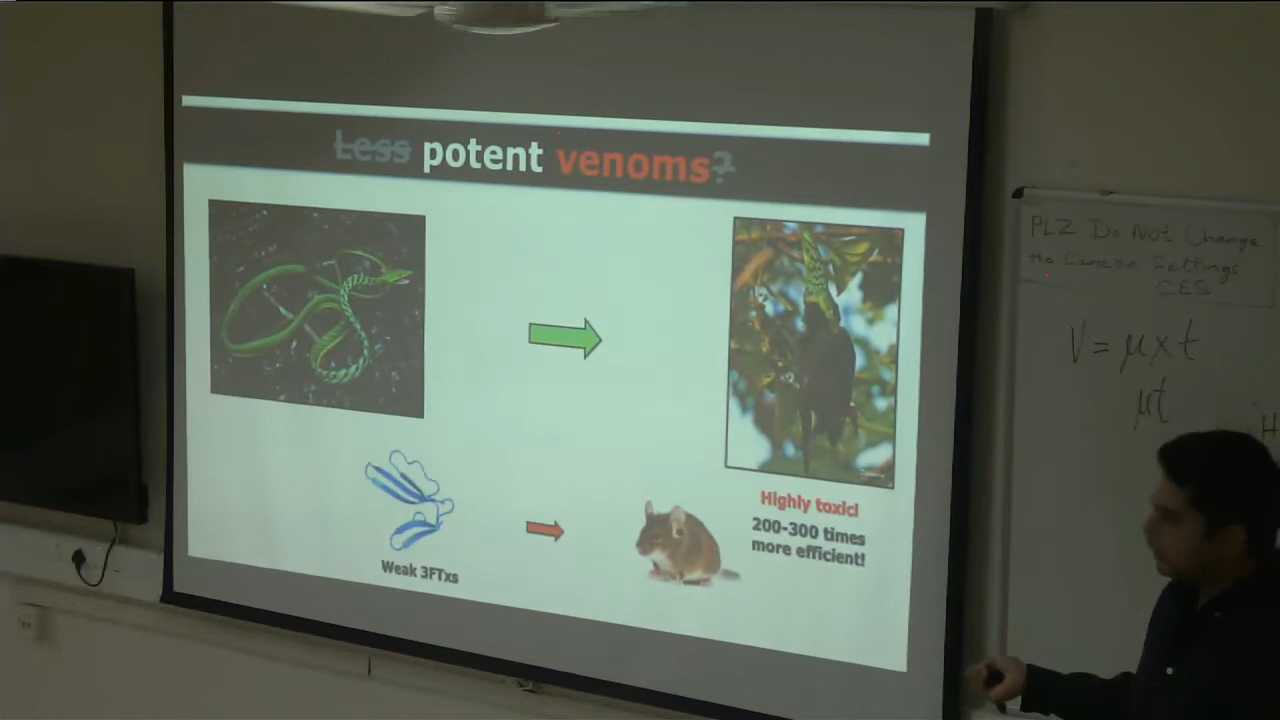 Less potent venoms?
Highly toxic!
200-300 times
more efficient!
Weak 3FTxs
PLZ Do Not Change
the Camera Settings
CES
V = μ x t
μt
H